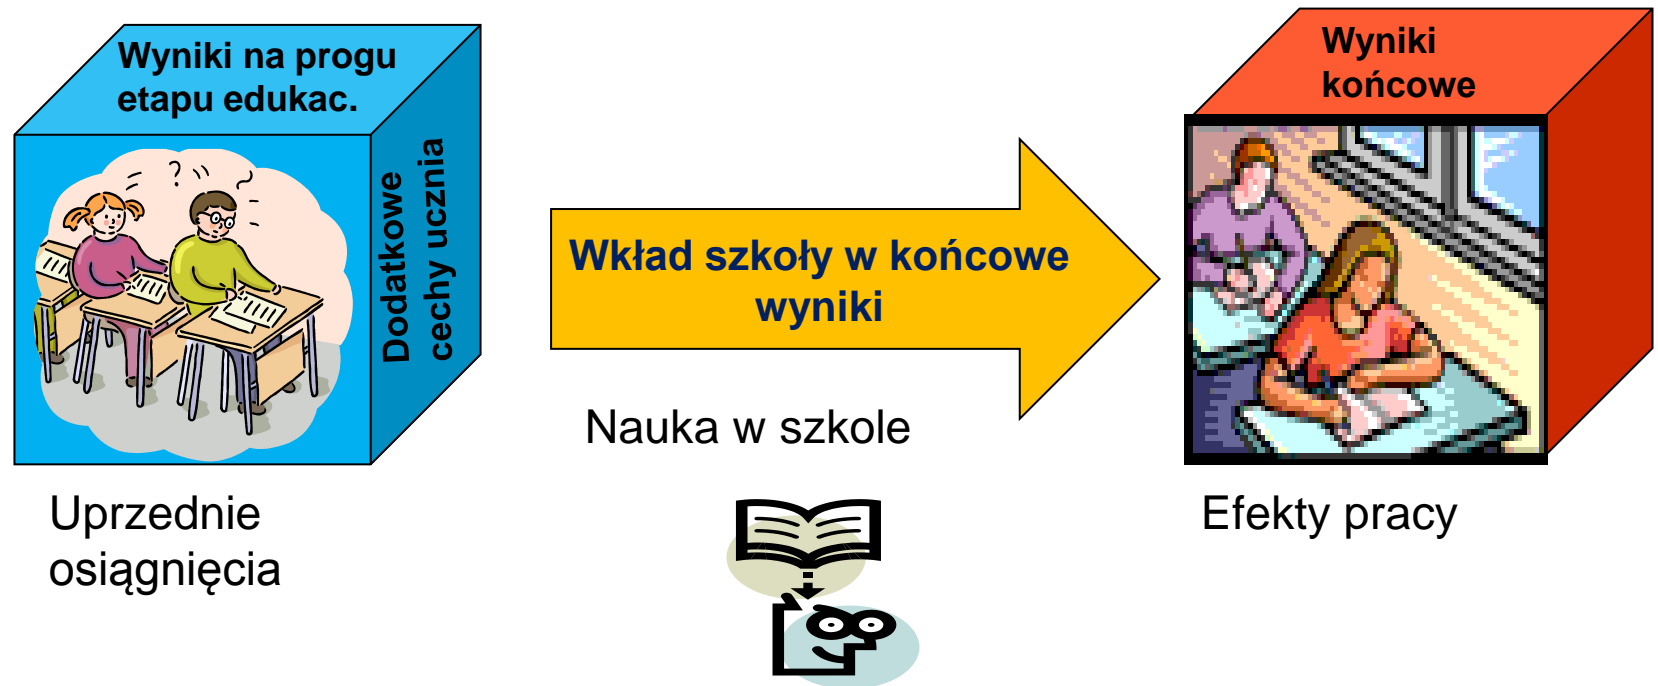 Wyniki na progu
etapu edukac.
Dodatkowe
cechy ucznia
Uprzednie
osiągnięcia
Wkład szkoły w końcowe
wyniki
Nauka w szkole
Wyniki
końcowe
Efekty pracy